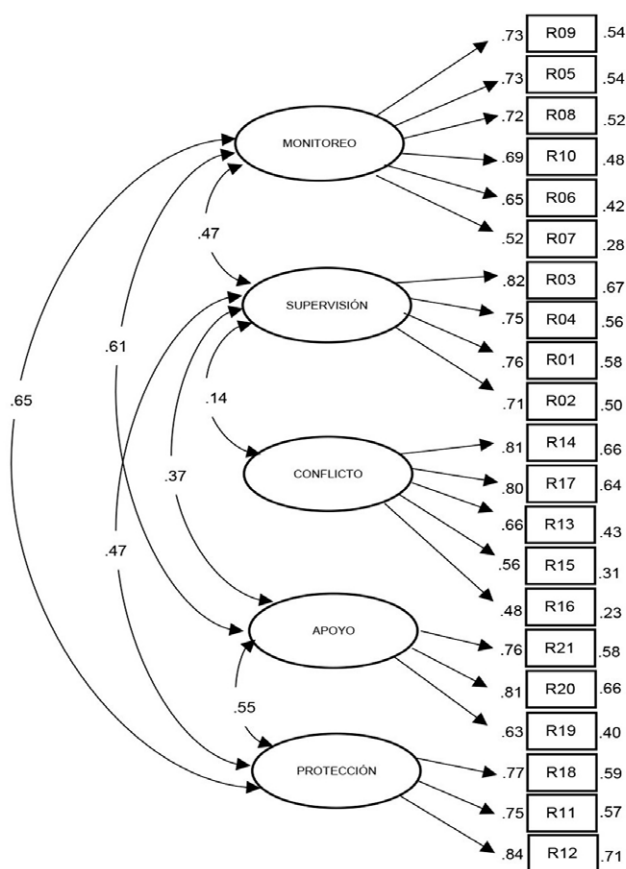 .73 R09 .54
.73 R05 .54
.72 R08 .52
MONITOREO
.69 R10 .48
.65 R06 .42
.52 R07 .28
.47
.82 R03 .67
SUPERVISIÓN
.75 R04 .56
.61
.76 R01 .58
.65
.14
.71 R02 .50
.81 R14 .66
CONFLICTO
.37
.80 R17 .64
.66 R13 .43
.47
.56 R15 .31
.48 R16 .23
APOYO
.76 R21 .58
.81 R20 .66
.55
.63 R19 .40
PROTECCIÓN
.77 R18 .59
.75 R11 .57
.84 R12 .71